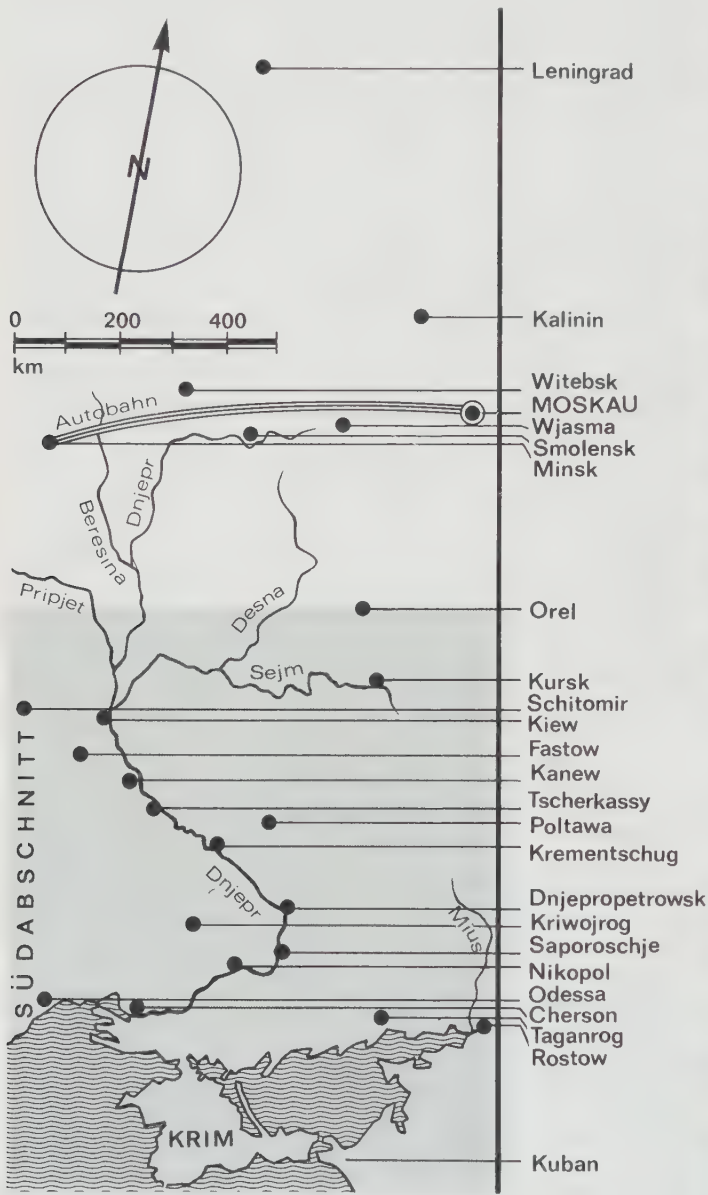 N
0 200 400
km
Leningrad
Kalinin
Witebsk
MOSKAU
Wjasma
Smolensk
Minsk
Autobahn
Beresina
Dnjepr
Pripjet
Desna
Sejm
Orel
Kursk
Schitomir
Kiew
Fastow
Kanew
Tscherkassy
Poltawa
Krementschug
SÜDABSCHNITT
Dnjepr
Mius
Dnjepropetrowsk
Kriwojrog
Saporoschje
Nikopol
Odessa
Cherson
Taganrog
Rostow
KRIM
Kuban